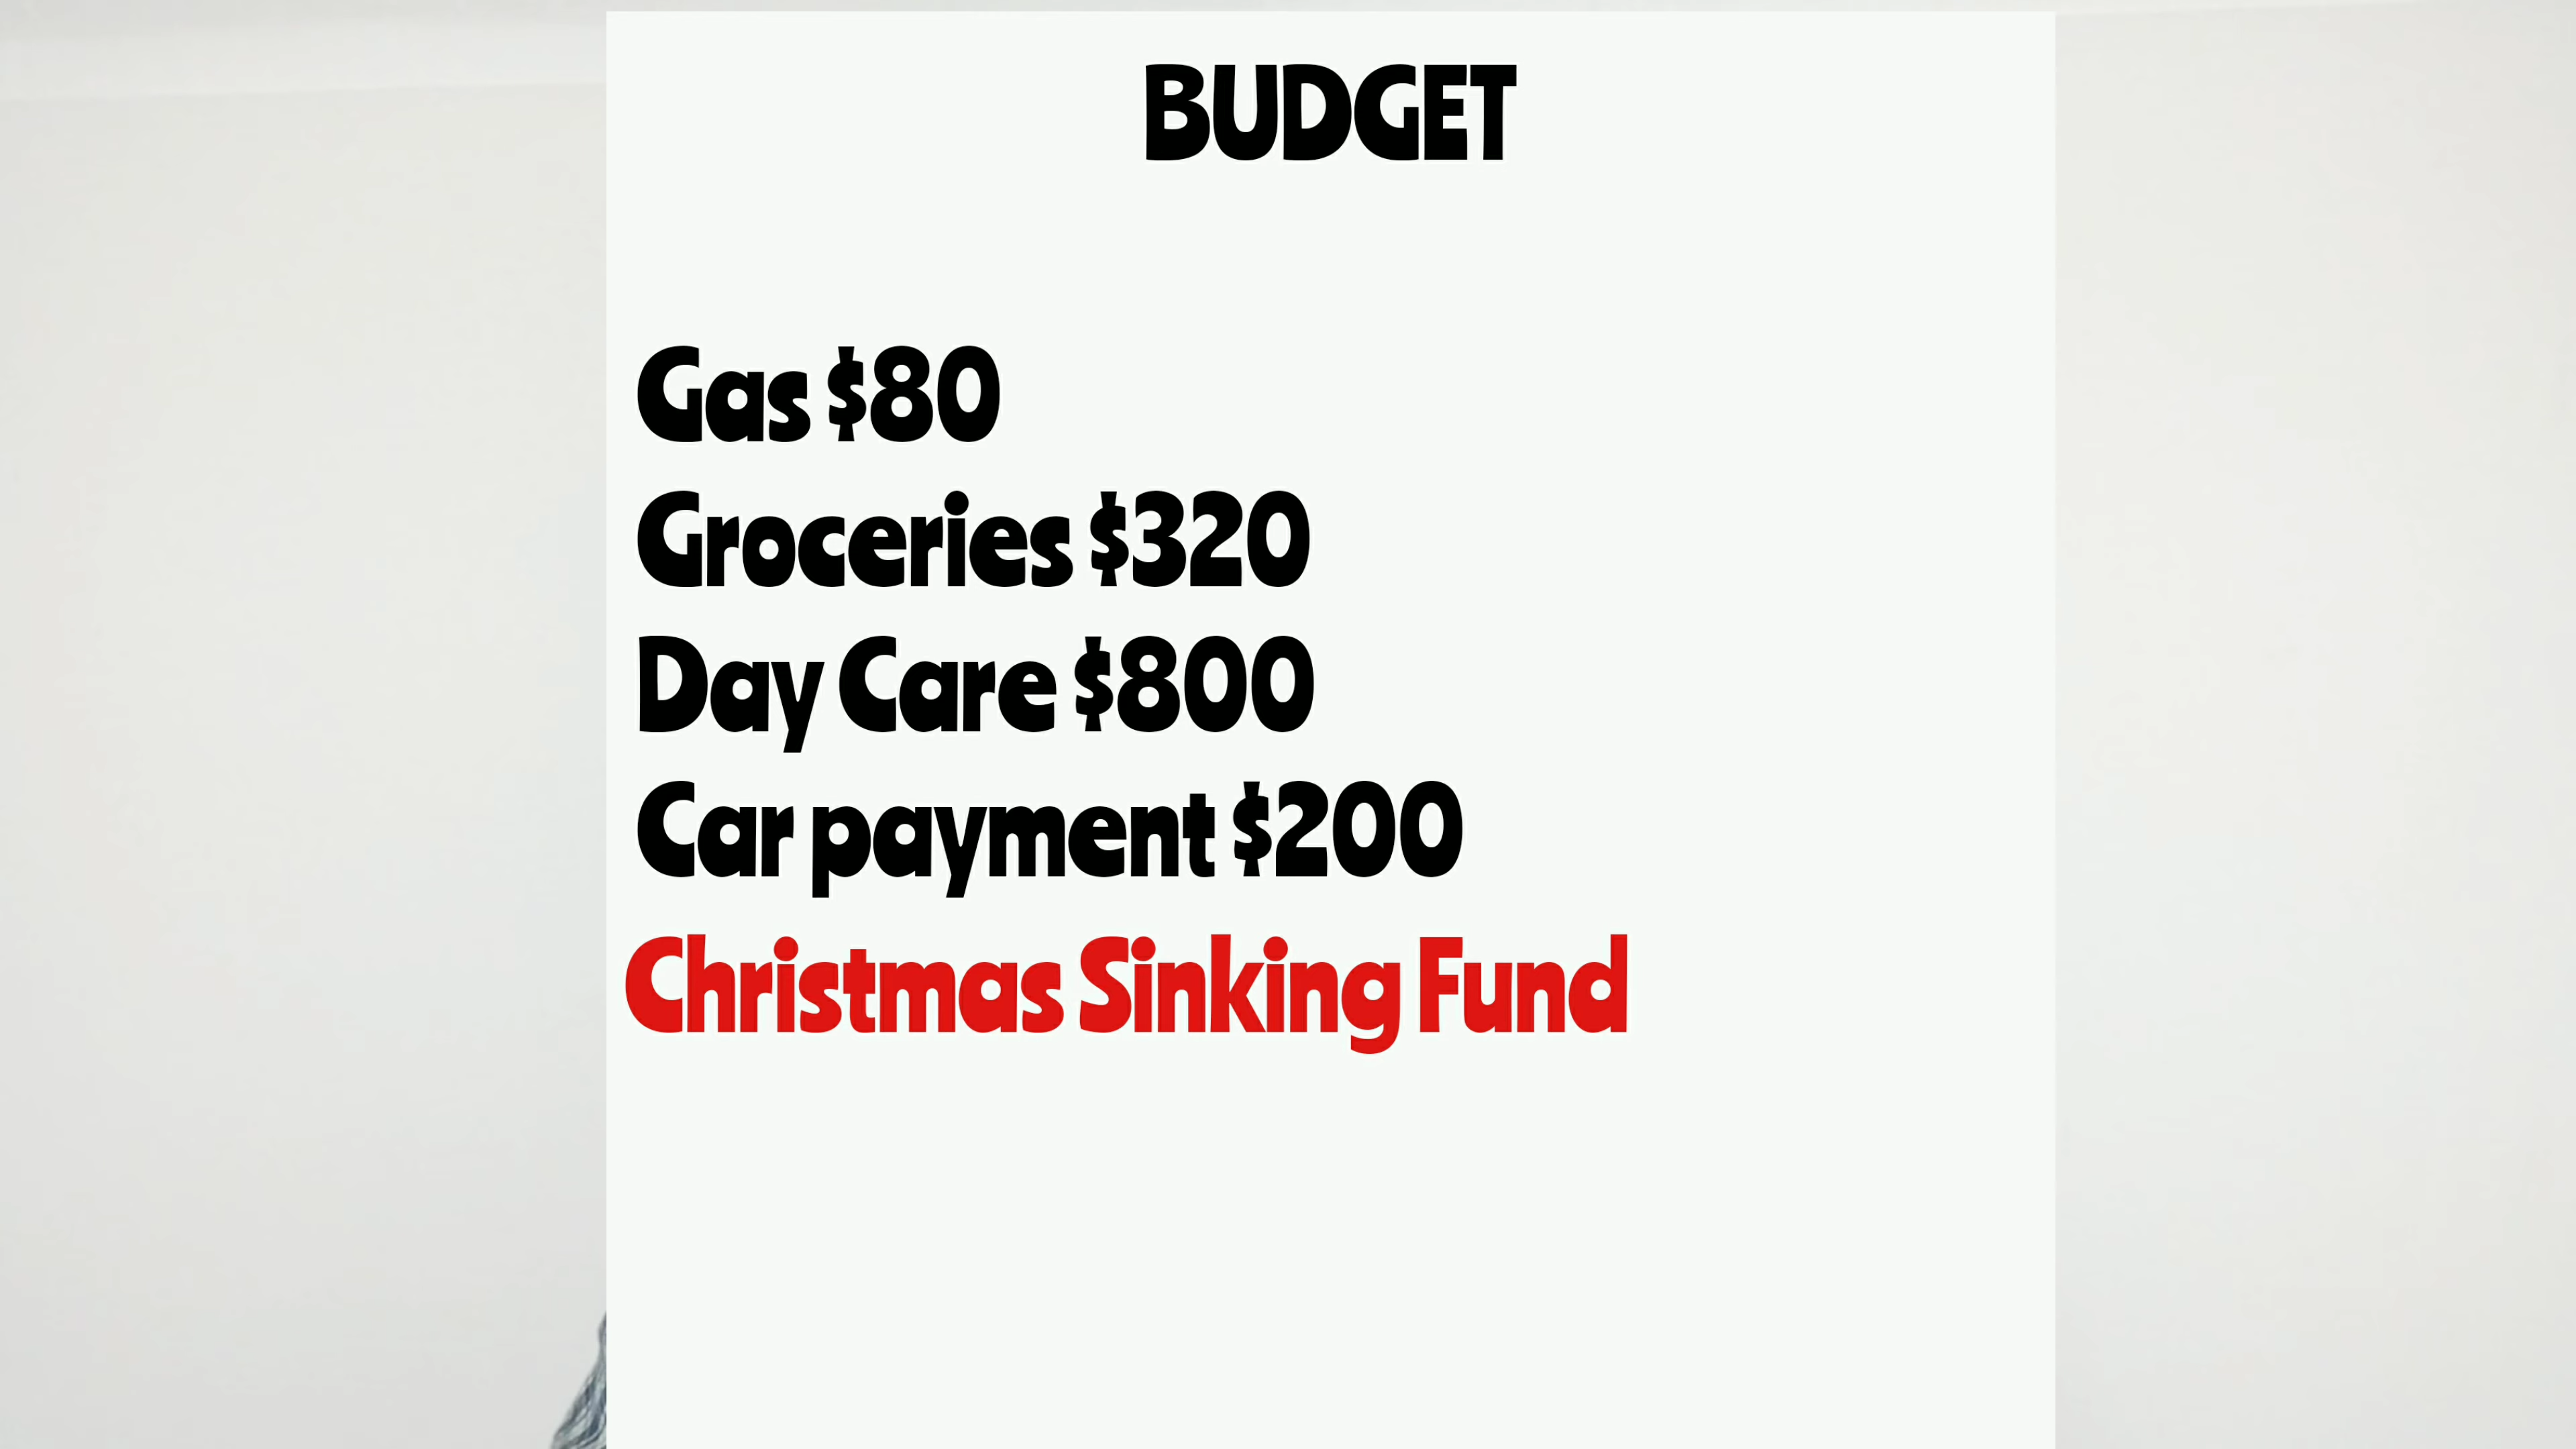 BUDGET
Gas $80
Groceries $320
Day Care $800
Car payment $200
Christmas Sinking Fund